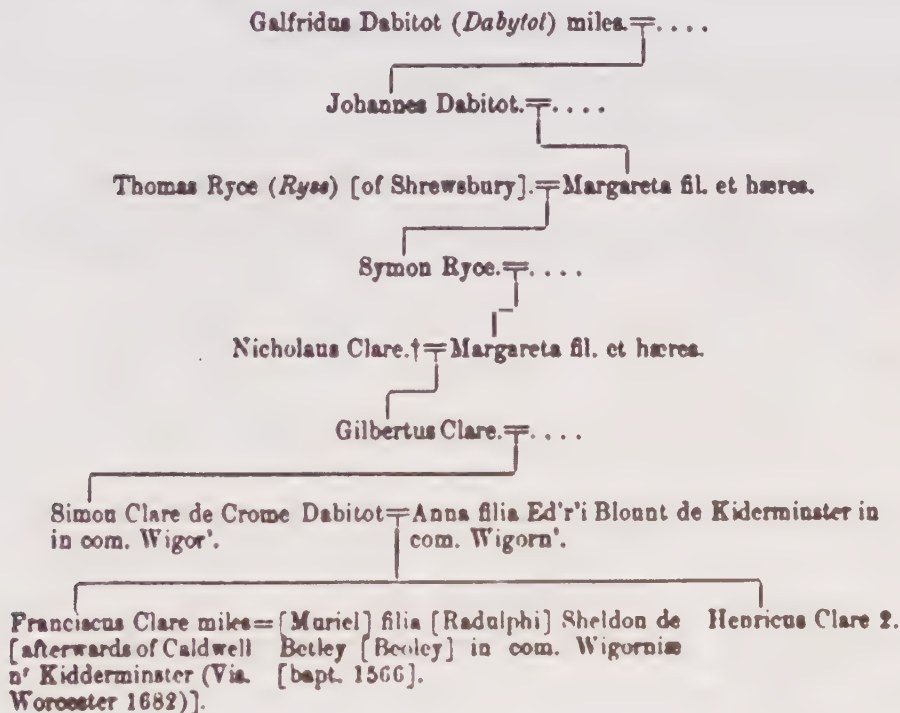 Galfridus Dabitot (Dabytot) miles.=. . . .
Johannes Dabitot.=. . . .
Thomas Ryce (Ryss) [of Shrewsbury].=Margareta fil. et hæres.
Symon Ryce.=. . . .
Nicholaus Clare.†=Margareta fil. et hæres.
Gilbertus Clare.=. . . .
Simon Clare de Crome Dabitot=Anna filia Ed'r'i Blount de Kiderminster in
in com. Wigor'. com. Wigorn'.
Franciscus Clare miles=[Muriel] filia [Radulphi] Sheldon de Henricus Clare 2.
[afterwards of Caldwell Betley [Beoley] in com. Wigorniæ
n' Kidderminster (Vis. [bapt. 1566].
Worcester 1682)].